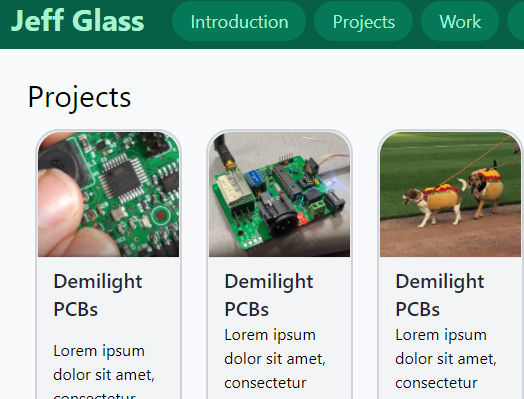 Jeff Glass
Introduction
Projects
Work
Projects
Demilight
PCBs
Lorem ipsum
dolor sit amet,
consectetur
Demilight
PCBs
Lorem ipsum
dolor sit amet,
consectetur
Demilight
PCBs
Lorem ipsum
dolor sit amet,
consectetur